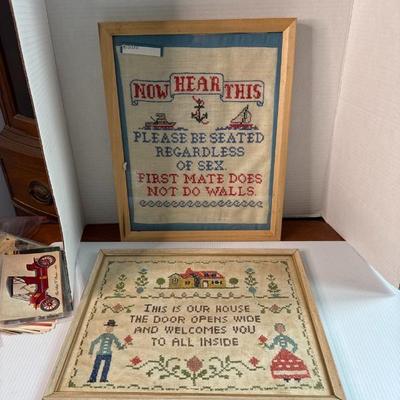 NOW HEAR THIS
PLEASE BE SEATED
REGARDLESS
OF SEX.
FIRST MATE DOES
NOT DO WALLS.
THIS IS OUR HOUSE
THE DOOR OPENS WIDE
AND WELCOMES YOU
TO ALL INSIDE